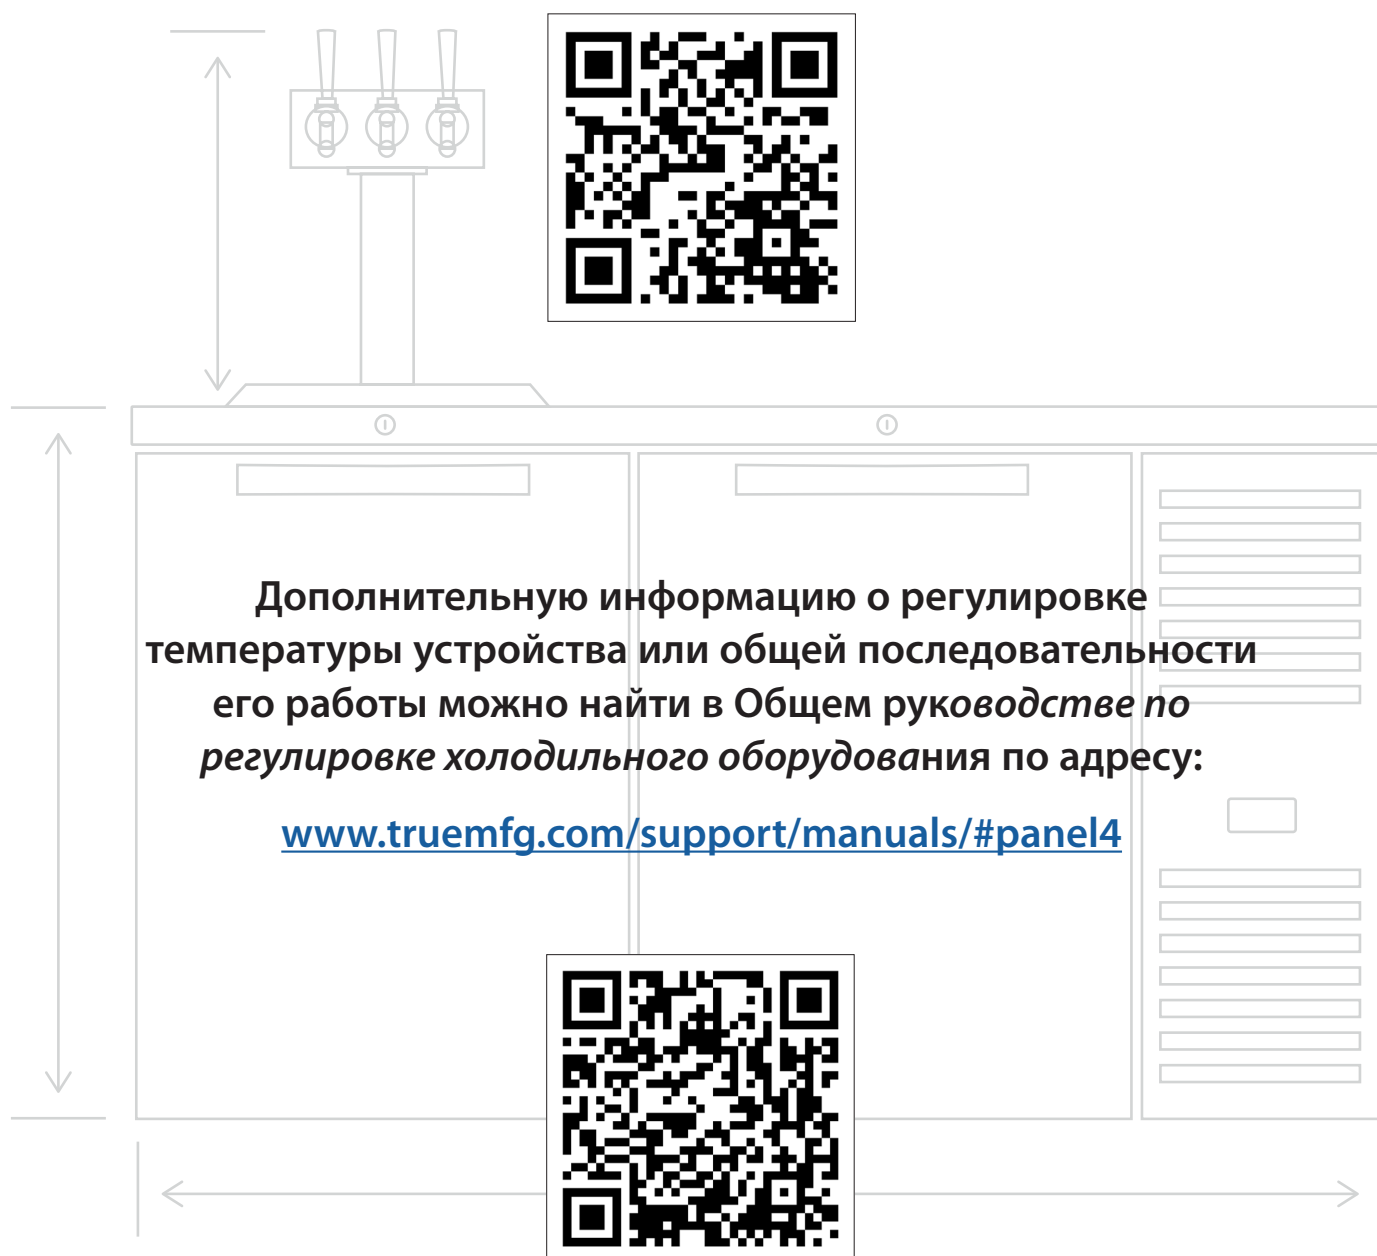 Дополнительную информацию о регулировке
температуры устройства или общей последовательности
его работы можно найти в Общем руководстве по
регулировке холодильного оборудования по адресу:
www.truemfg.com/support/manuals/#panel4